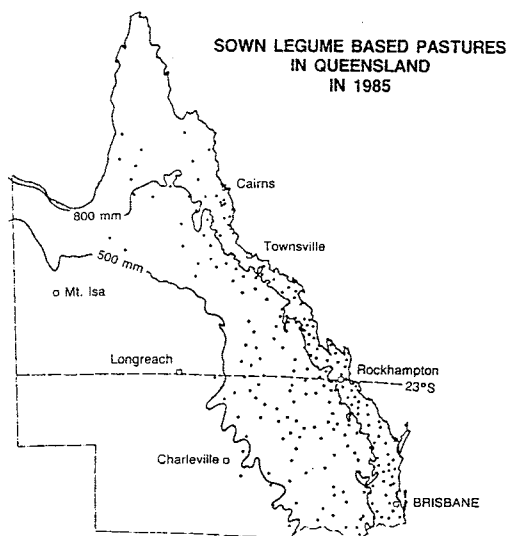 SOWN LEGUME BASED PASTURES
IN QUEENSLAND
IN 1985
Cairns
800 mm
Townsville
500 mm
Mt. Isa
Longreach
Rockhampton
23°S
Charleville
BRISBANE